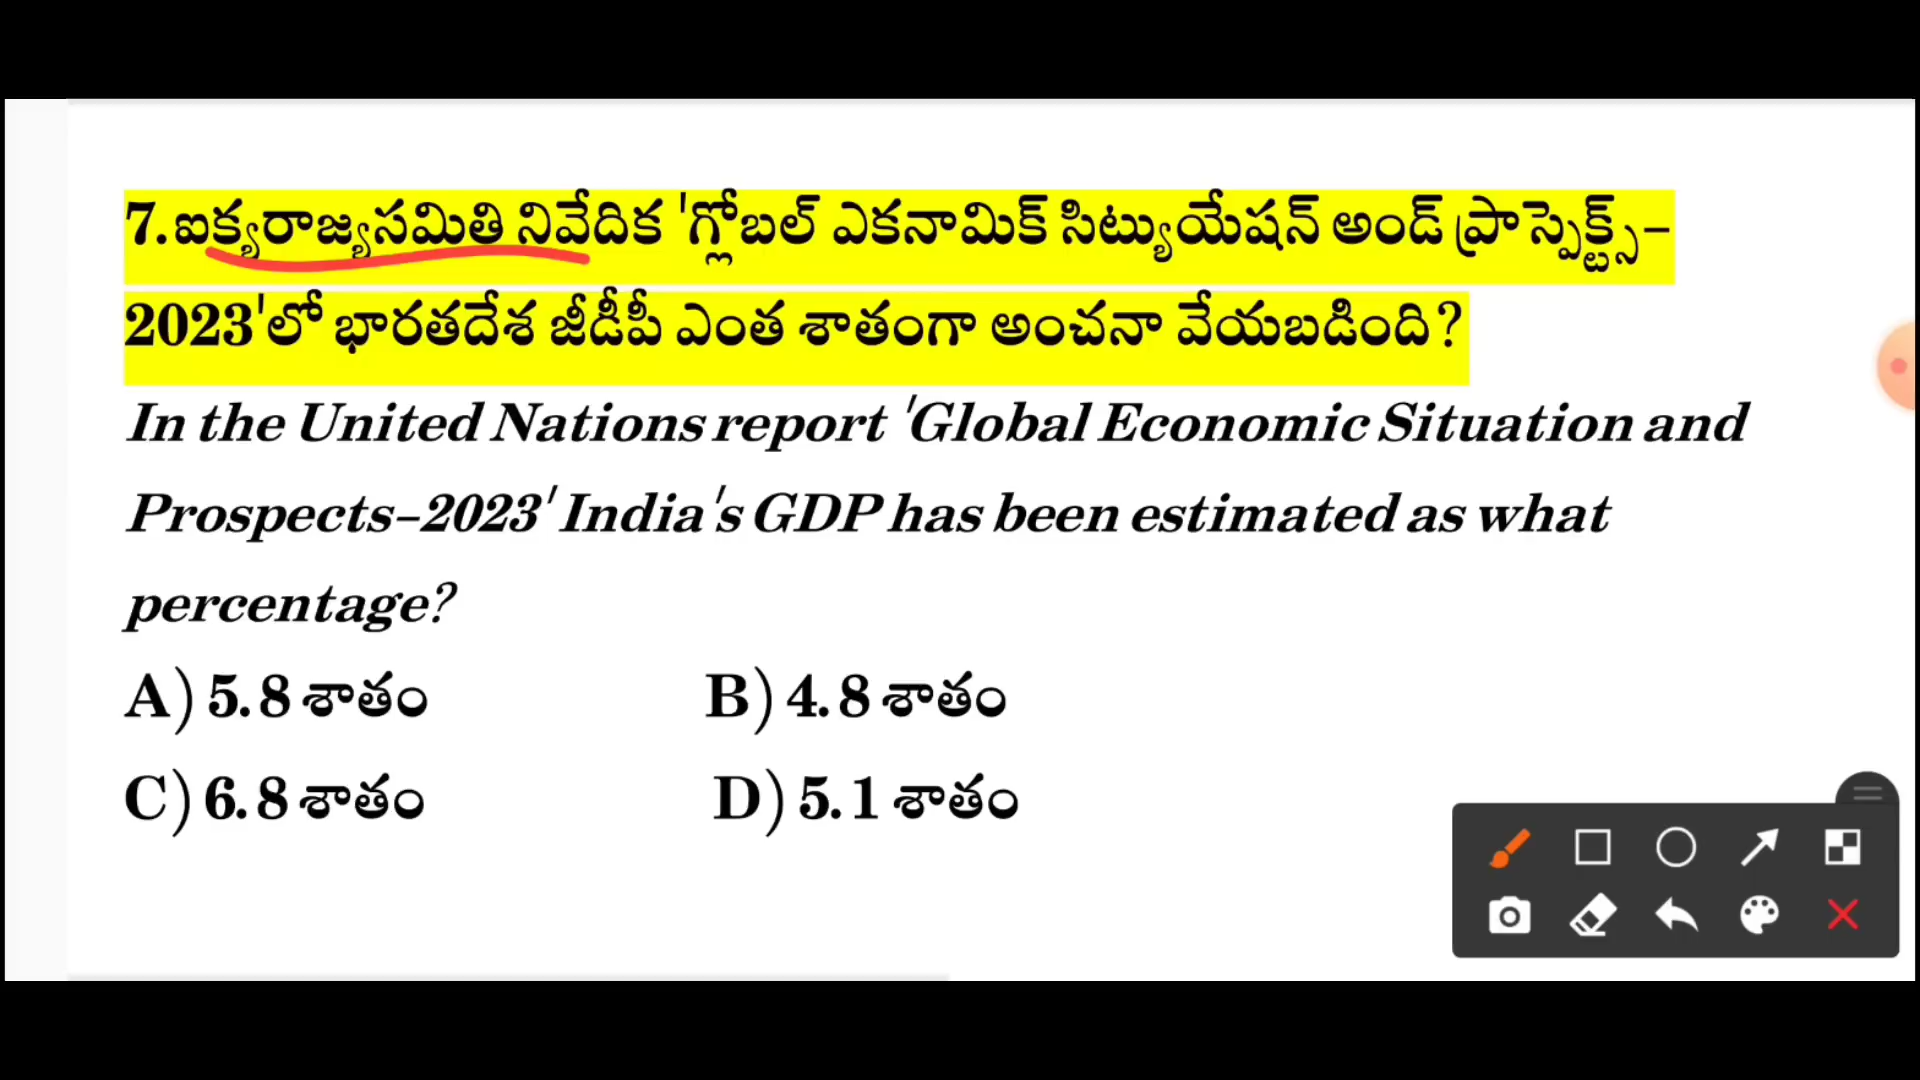 7.ఐక్యరాజ్యసమితి నివేదిక 'గ్లోబల్ ఎకనామిక్ సిట్యుయేషన్ అండ్ ప్రాస్పెక్ట్స్-
2023'లో భారతదేశ జీడీపీ ఎంత శాతంగా అంచనా వేయబడింది?
In the United Nations report 'Global Economic Situation and
Prospects-2023' India's GDP has been estimated as what
percentage?
A) 5.8 శాతం B) 4.8 శాతం
C) 6.8 శాతం D) 5.1 శాతం